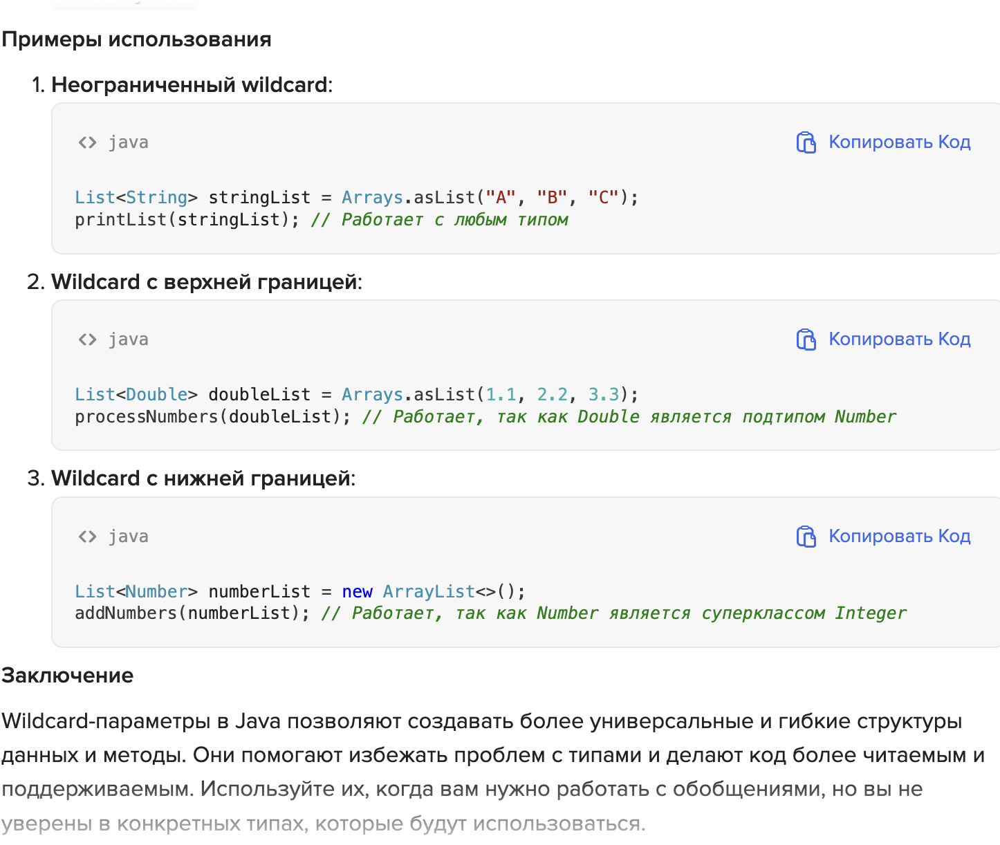 Примеры использования
1. Неограниченный wildcard:
<> java
Копировать Код
List<String> stringList = Arrays.asList("A", "B", "C");
printList(stringList); // Работает с любым типом
2. Wildcard с верхней границей:
<> java
Копировать Код
List<Double> doubleList = Arrays.asList(1.1, 2.2, 3.3);
processNumbers(doubleList); // Работает, так как Double является подтипом Number
3. Wildcard с нижней границей:
<> java
Копировать Код
List<Number> numberList = new ArrayList<>();
addNumbers(numberList); // Работает, так как Number является суперклассом Integer
Заключение
Wildcard-параметры в Java позволяют создавать более универсальные и гибкие структуры
данных и методы. Они помогают избежать проблем с типами и делают код более читаемым и
поддерживаемым. Используйте их, когда вам нужно работать с обобщениями, но вы не
уверены в конкретных типах, которые будут использоваться.